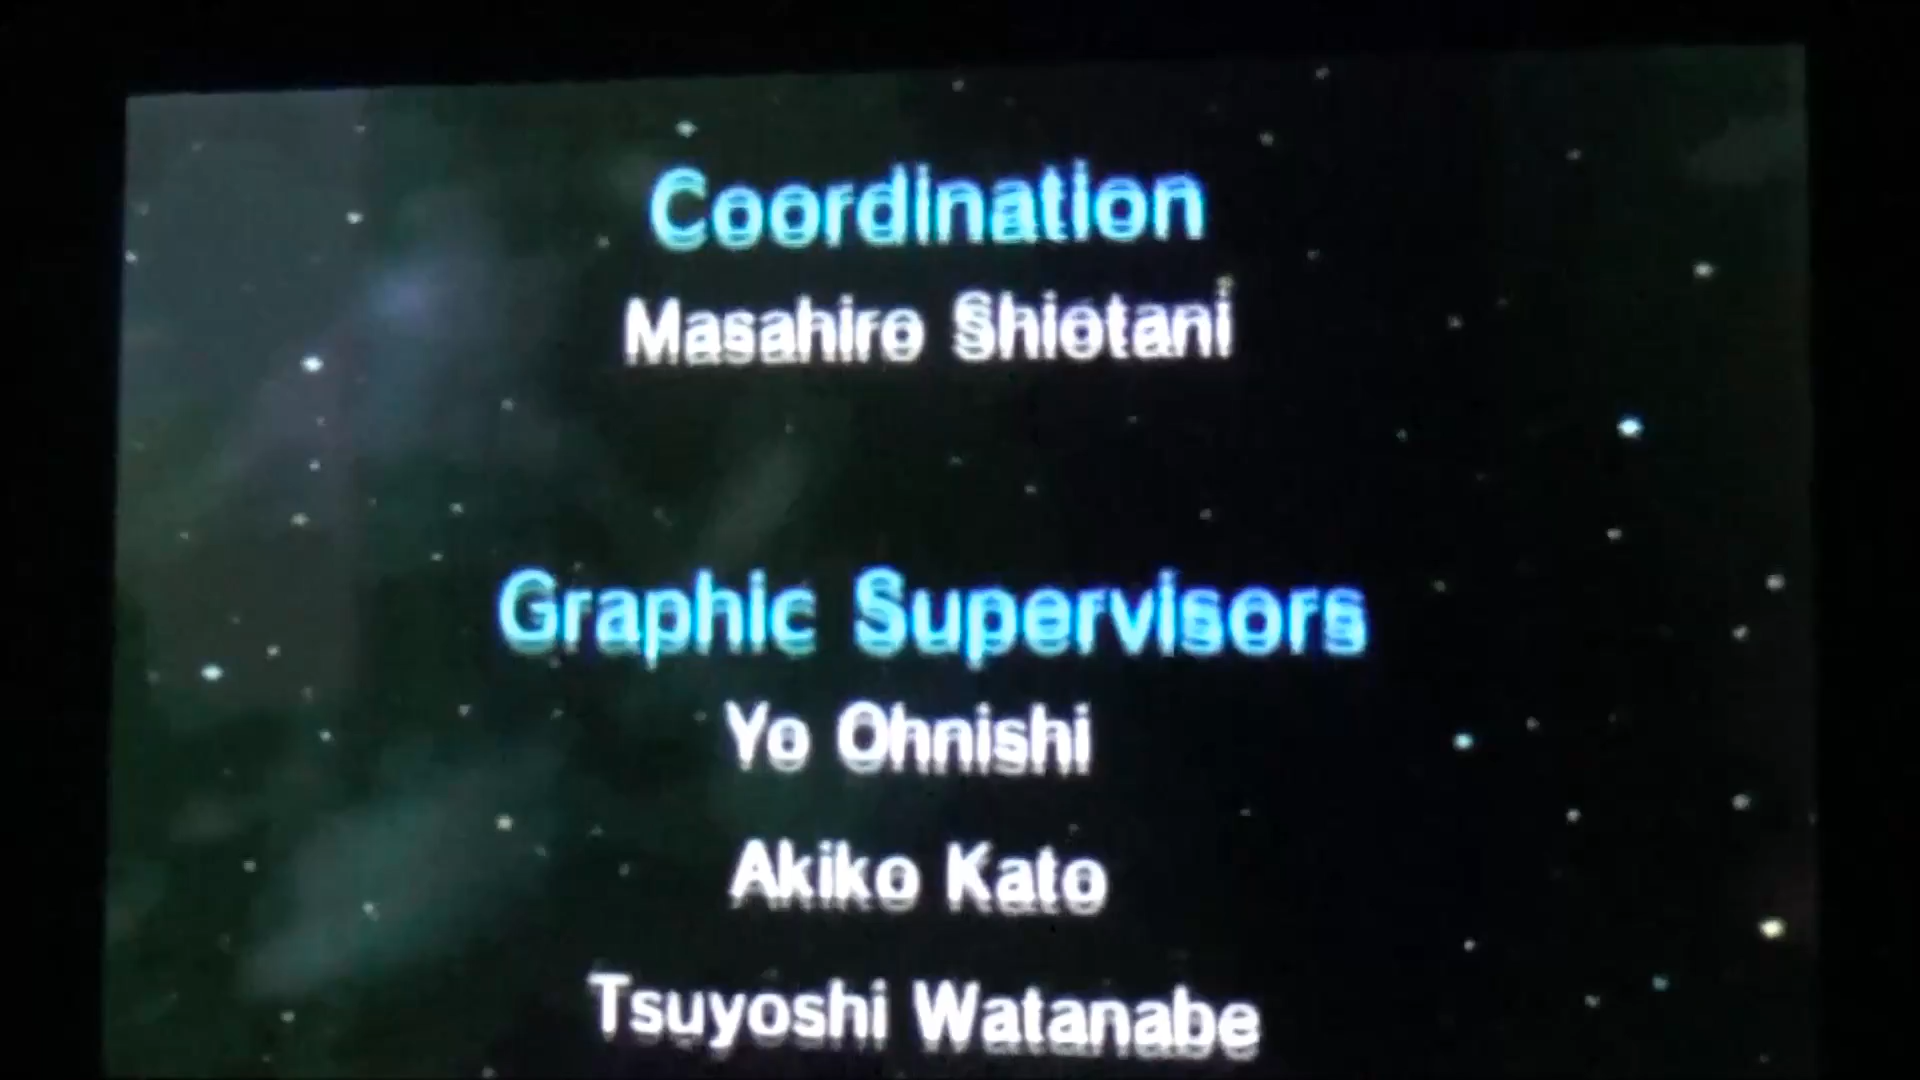 Coordination
Masahiro Shiotani
Graphic Supervisors
Yo Ohnishi
Akiko Kato
Tsuyoshi Watanabe